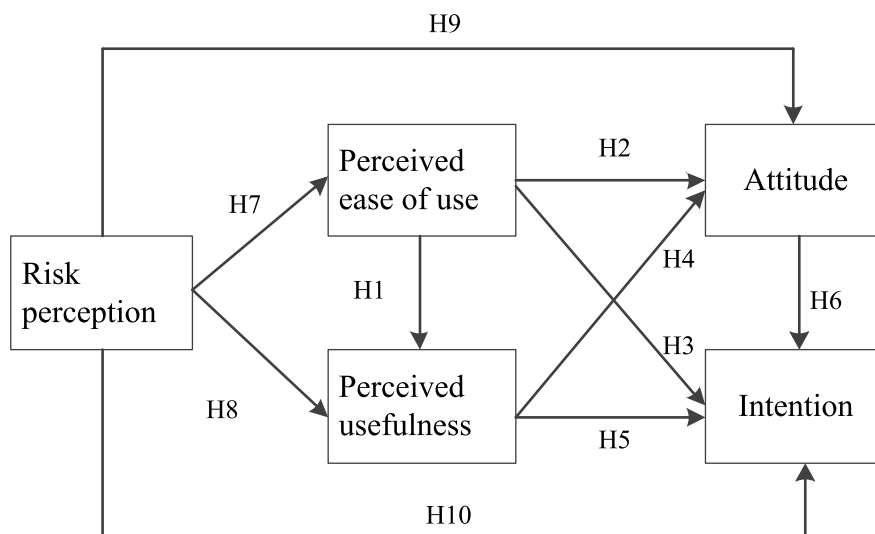 H9
Perceived
ease of use
H2
Attitude
H7
H4
Risk
perception
H1
H6
H3
Perceived
usefulness
Intention
H8
H5
H10